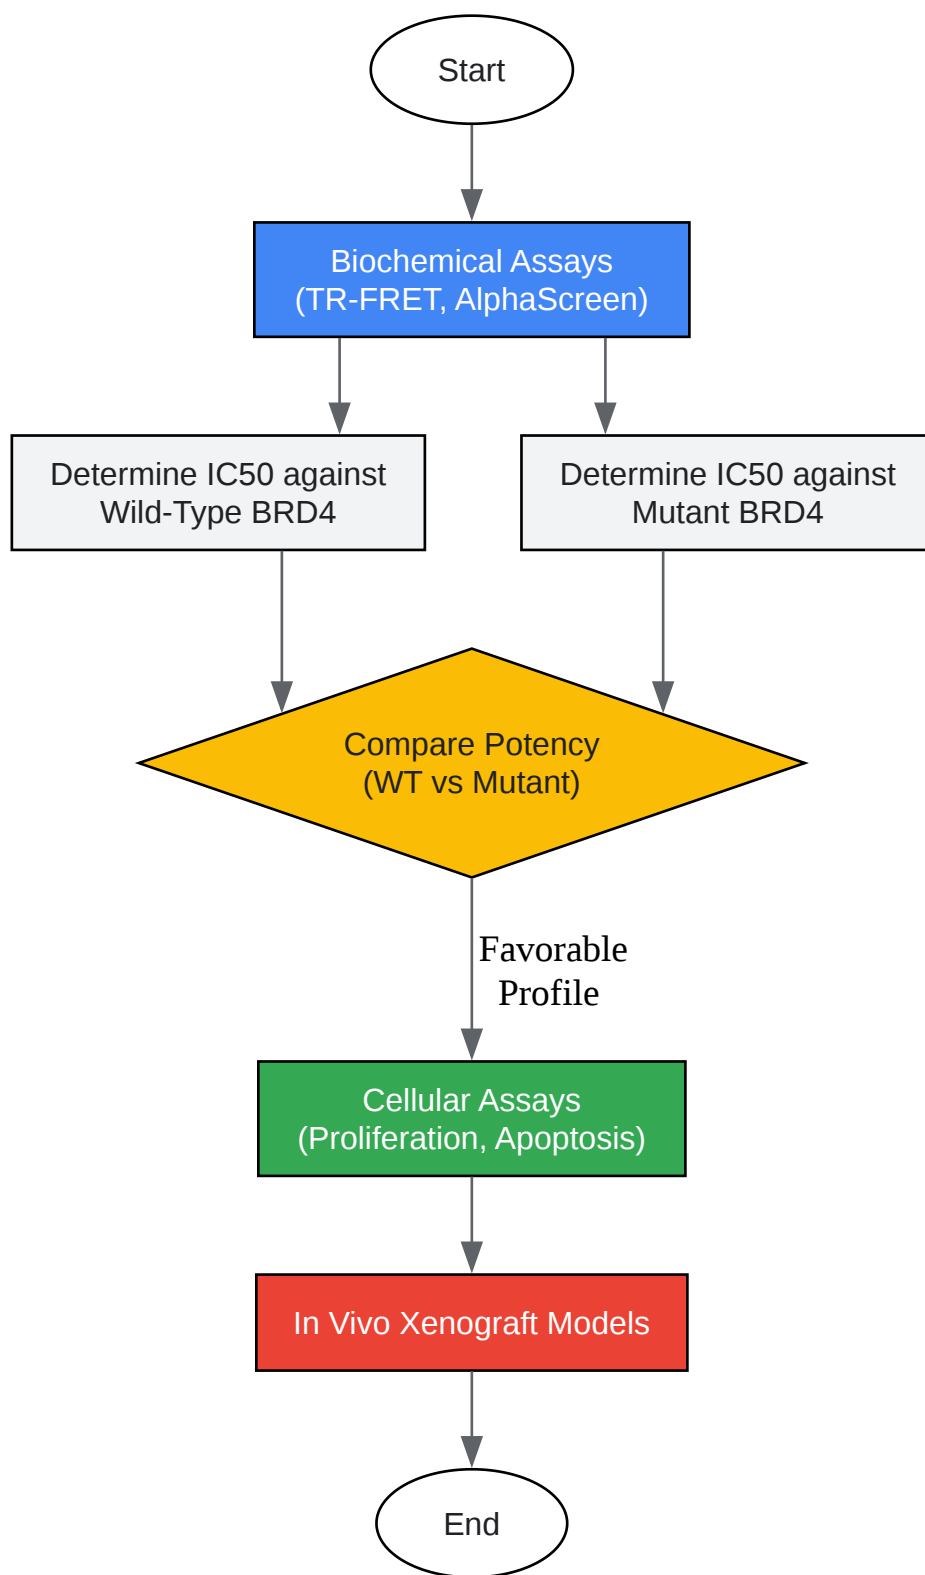 Start
Biochemical Assays
(TR-FRET, AlphaScreen)
Determine IC50 against
Wild-Type BRD4
Determine IC50 against
Mutant BRD4
Compare Potency
(WT vs Mutant)
Favorable
Profile
Cellular Assays
(Proliferation, Apoptosis)
In Vivo Xenograft Models
End